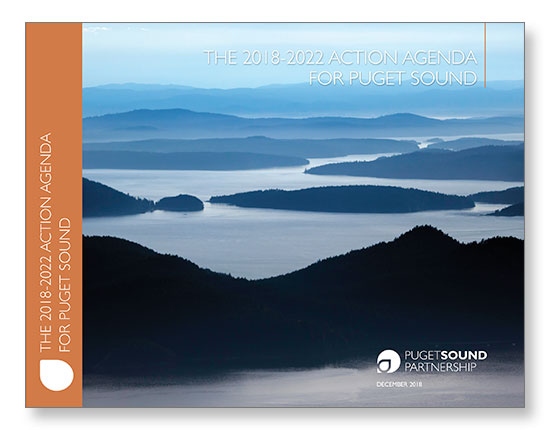 THE 2018-2022 ACTION AGENDA
FOR PUGET SOUND
THE 2018-2022 ACTION AGENDA
FOR PUGET SOUND
PUGETSOUND
PARTNERSHIP
DECEMBER 2018